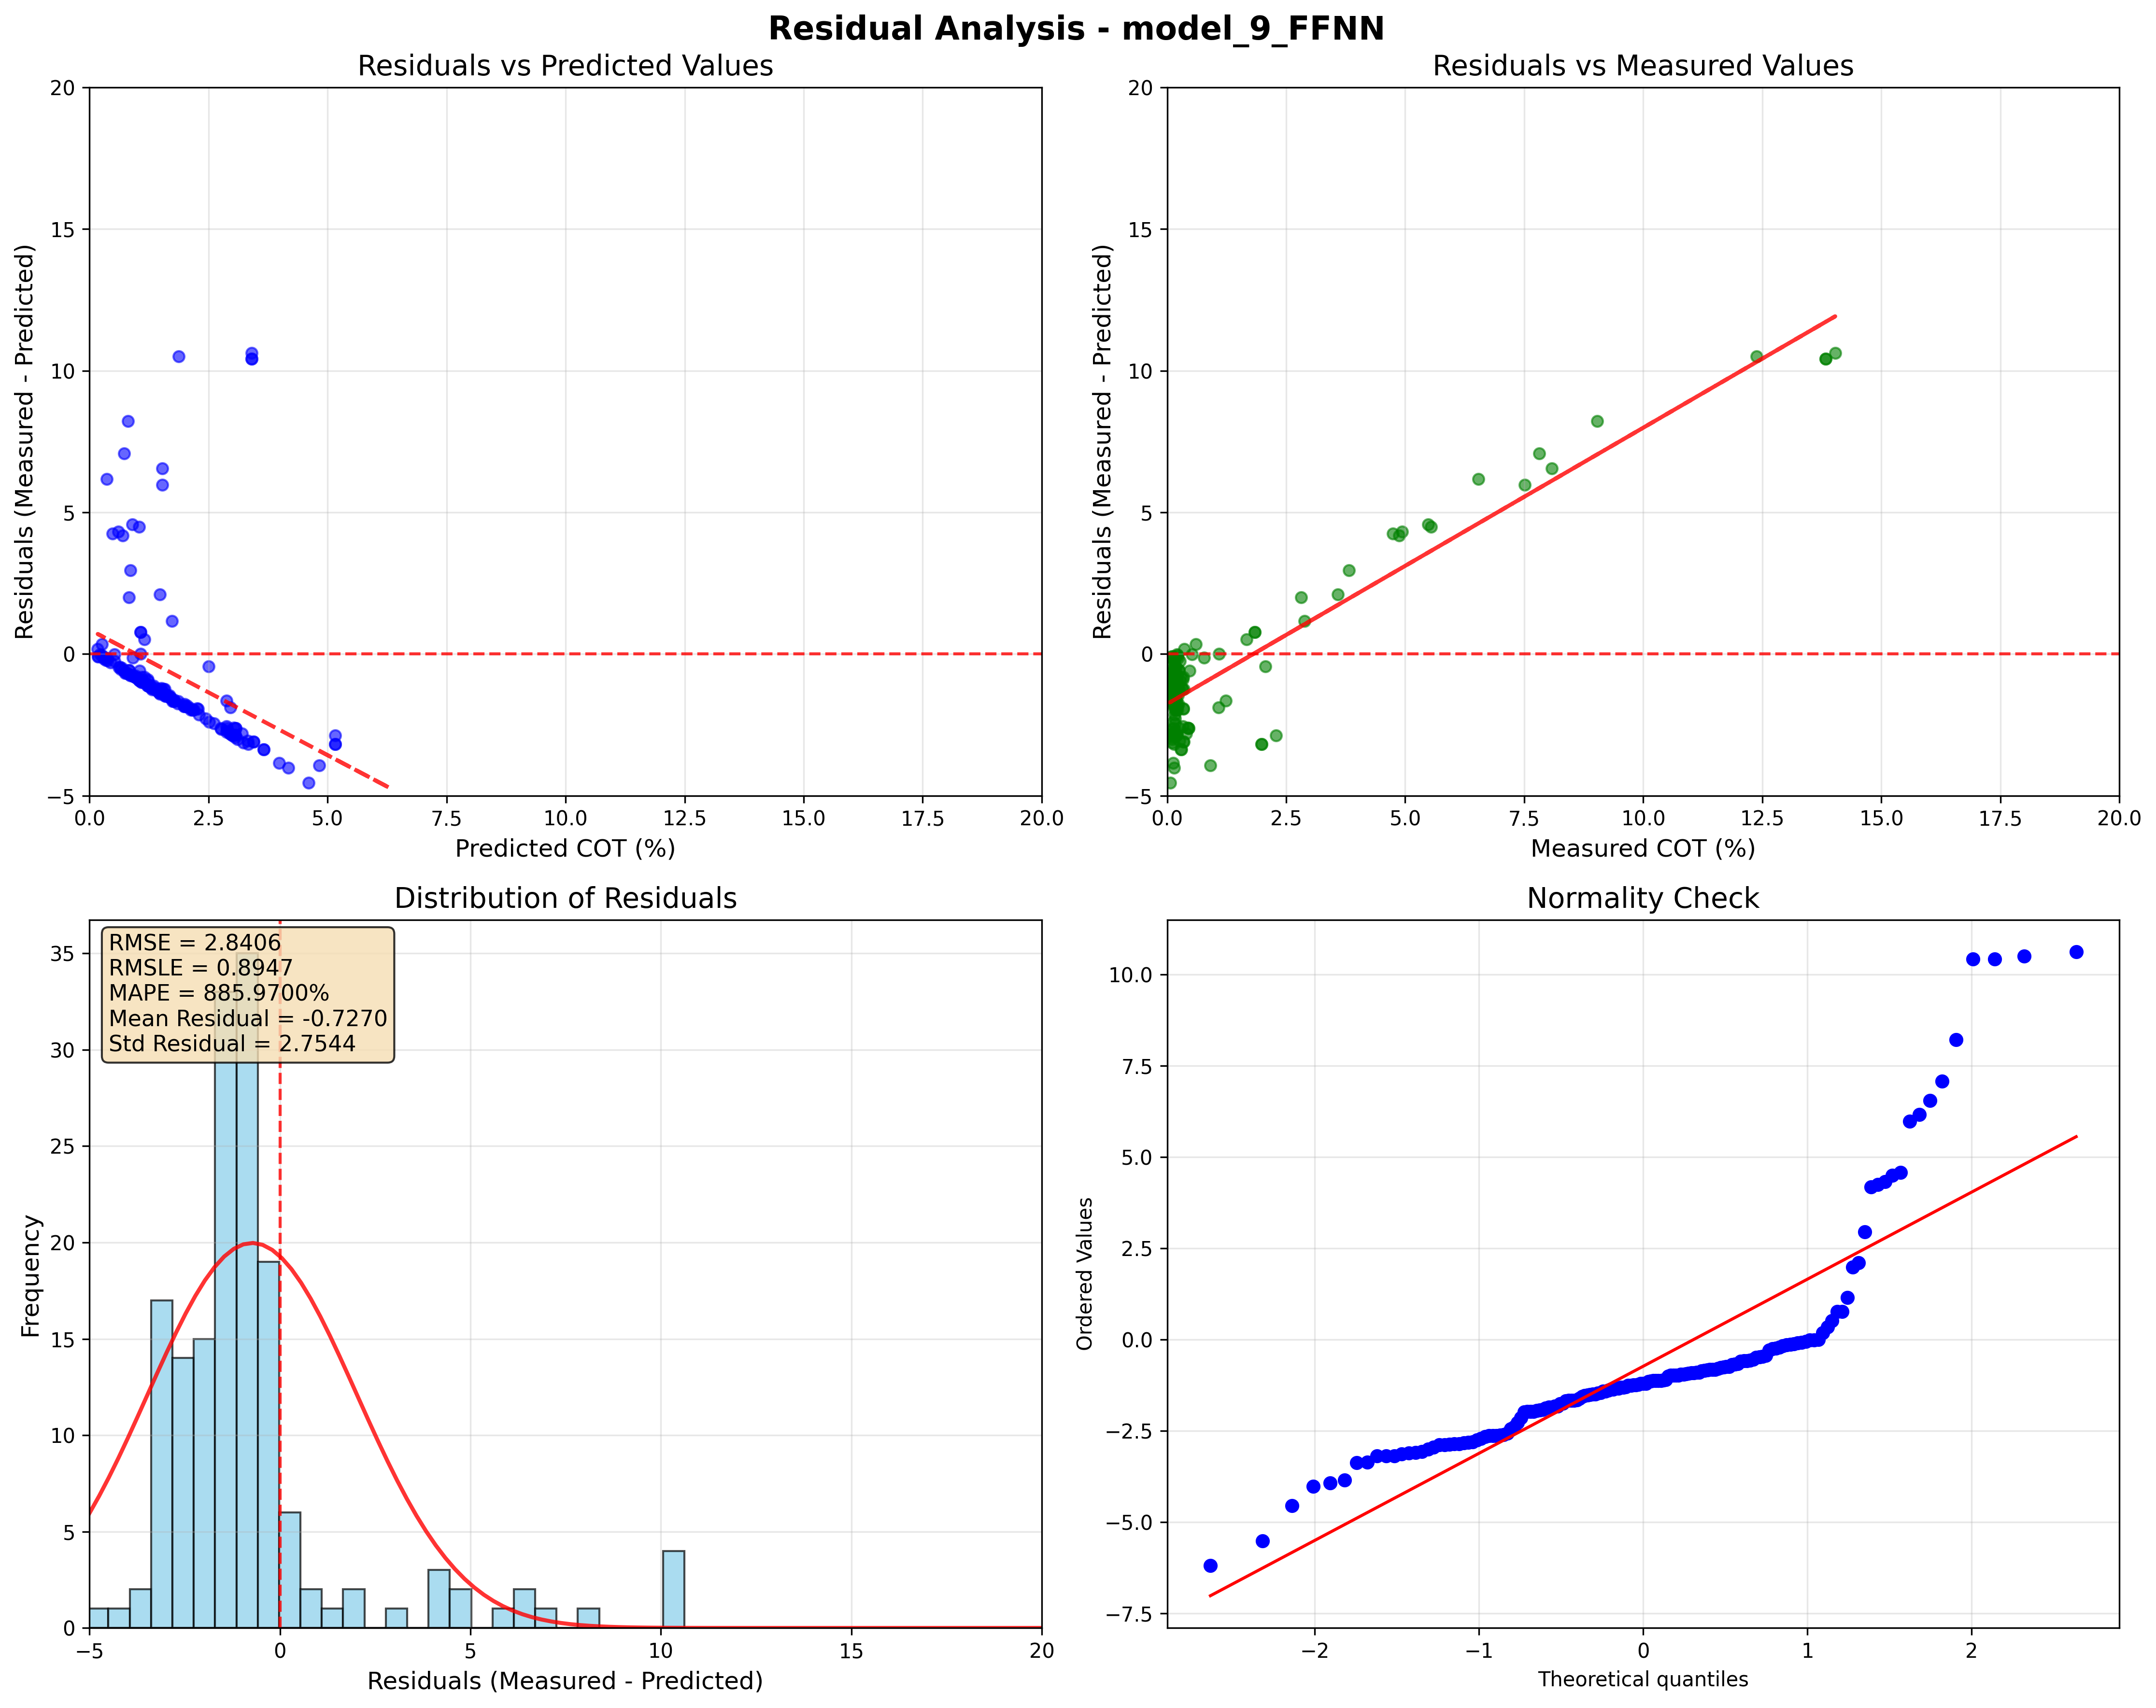 Residual Analysis - model_9_FFNN
Residuals vs Predicted Values
20
15
10
5
0
−5
0.0 2.5 5.0 7.5 10.0 12.5 15.0 17.5 20.0
Predicted COT (%)
Residuals (Measured - Predicted)
Residuals vs Measured Values
20
15
10
5
0
−5
0.0 2.5 5.0 7.5 10.0 12.5 15.0 17.5 20.0
Measured COT (%)
Residuals (Measured - Predicted)
Distribution of Residuals
RMSE = 2.8406
RMSLE = 0.8947
MAPE = 885.9700%
Mean Residual = -0.7270
Std Residual = 2.7544
35
30
25
20
15
10
5
0
−5 0 5 10 15 20
Residuals (Measured - Predicted)
Frequency
Normality Check
10.0
7.5
5.0
2.5
0.0
−2.5
−5.0
−7.5
−2 −1 0 1 2
Theoretical quantiles
Ordered Values